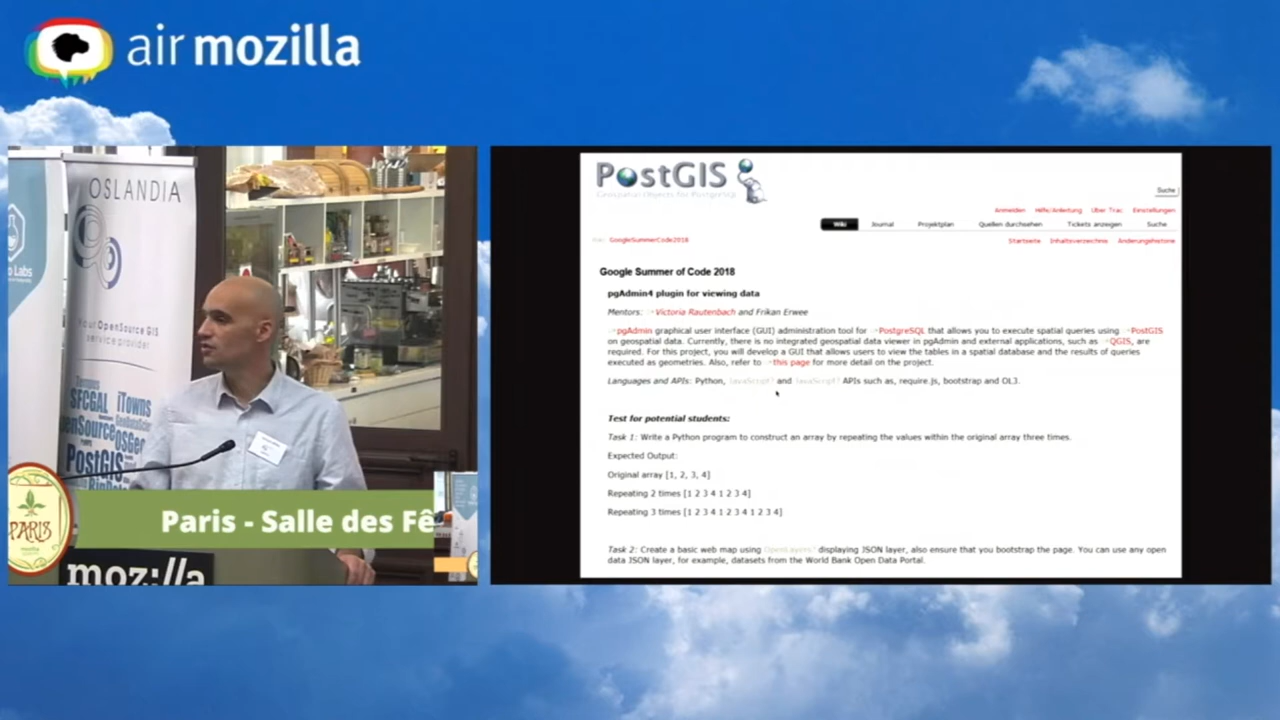 air mozilla
OSLANDIA
Your OpenSource GIS
service provider
SFCGAL iTowns
PostGIS
PARIS
Paris - Salle des Fê
moz://a
PostGIS
Geospatial Objects for PostgreSQL
Suche
Anmelden Hilfe/Anleitung Über Trac Einstellungen
Wiki Journal Projektplan Quellen durchsehen Tickets anzeigen Suche
GoogleSummerCode2018
Startseite Inhaltsverzeichnis Änderungshistorie
Google Summer of Code 2018
pgAdmin4 plugin for viewing data
Mentors: Victoria Rautenbach and Frikan Erwee
pgAdmin graphical user interface (GUI) administration tool for PostgreSQL that allows you to execute spatial queries using PostGIS
on geospatial data. Currently, there is no integrated geospatial data viewer in pgAdmin and external applications, such as QGIS, are
required. For this project, you will develop a GUI that allows users to view the tables in a spatial database and the results of queries
executed as geometries. Also, refer to this page for more detail on the project.
Languages and APIs: Python, JavaScript? and JavaScript? APIs such as, require.js, bootstrap and OL3.
Test for potential students:
Task 1: Write a Python program to construct an array by repeating the values within the original array three times.
Expected Output:
Original array [1, 2, 3, 4]
Repeating 2 times [1 2 3 4 1 2 3 4]
Repeating 3 times [1 2 3 4 1 2 3 4 1 2 3 4]
Task 2: Create a basic web map using OpenLayers? displaying JSON layer, also ensure that you bootstrap the page. You can use any open
data JSON layer, for example, datasets from the World Bank Open Data Portal.